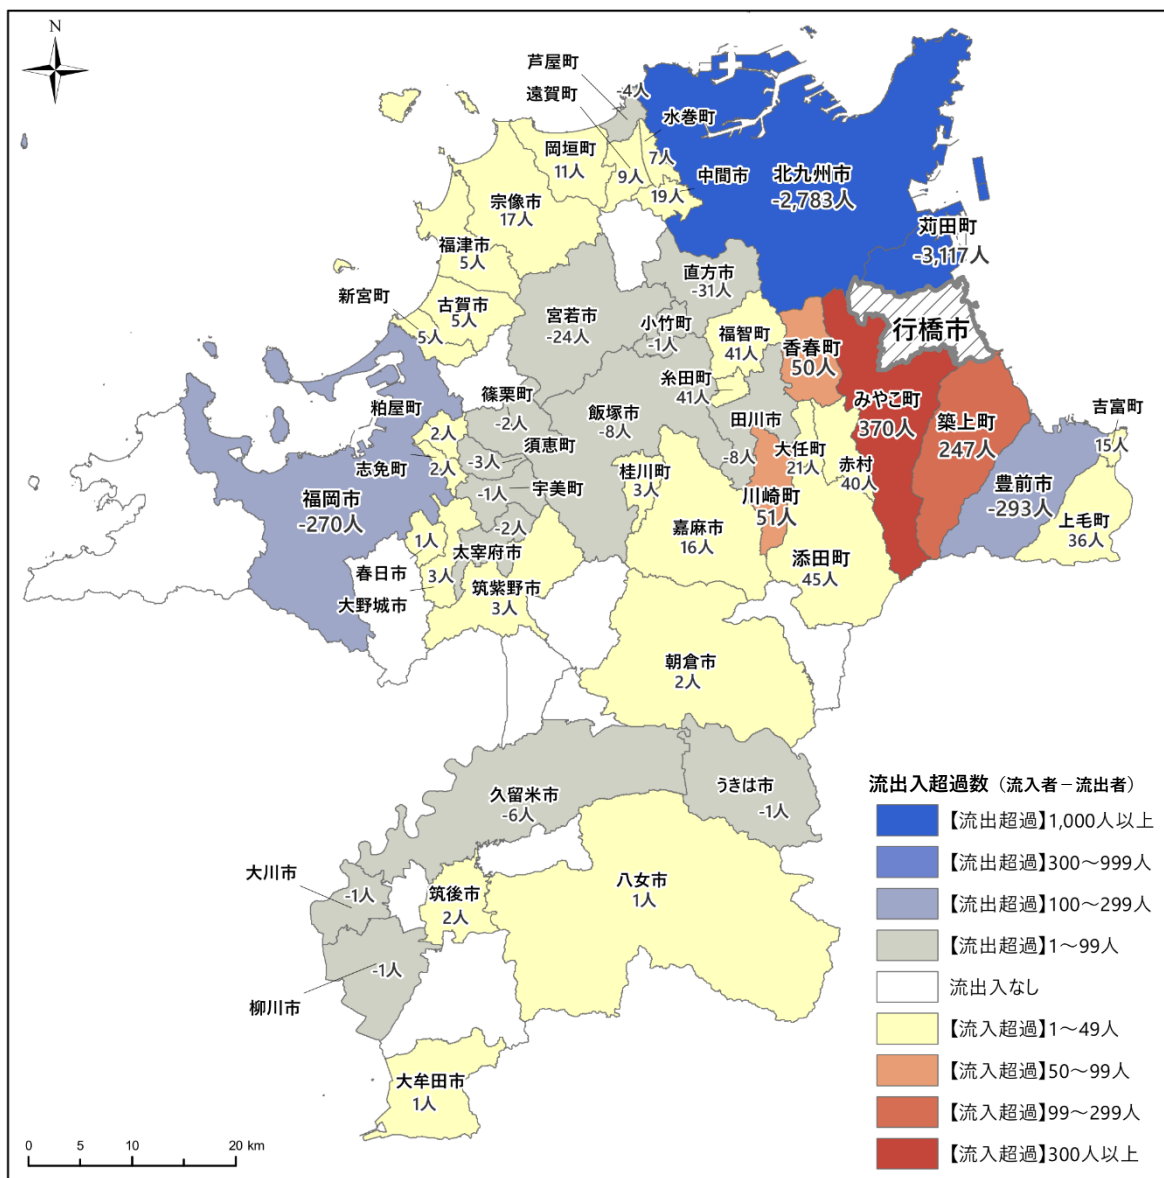 N
芦屋町
-4人
遠賀町
水巻町
岡垣町
11人
7人
9人
中間市
19人
北九州市
-2,783人
宗像市
17人
苅田町
-3,117人
福津市
5人
直方市
-31人
新宮町
古賀市
5人
5人
宮若市
-24人
小竹町
-1人
福智町
41人
香春町
50人
行橋市
糸田町
41人
篠栗町
-2人
粕屋町
2人
飯塚市
-8人
田川市
-8人
みやこ町
370人
築上町
247人
吉富町
15人
須恵町
-3人
志免町
2人
大任町
21人
赤村
40人
桂川町
3人
宇美町
-1人
福岡市
-270人
川崎町
51人
豊前市
-293人
上毛町
36人
嘉麻市
16人
-2人
太宰府市
1人
春日市
3人
大野城市
筑紫野市
3人
添田町
45人
朝倉市
2人
久留米市
-6人
うきは市
-1人
大川市
-1人
筑後市
2人
八女市
1人
-1人
柳川市
大牟田市
1人
流出入超過数（流入者－流出者）
【流出超過】1,000人以上
【流出超過】300～999人
【流出超過】100～299人
【流出超過】1～99人
流出入なし
【流入超過】1～49人
【流入超過】50～99人
【流入超過】99～299人
【流入超過】300人以上
0 5 10 20 km